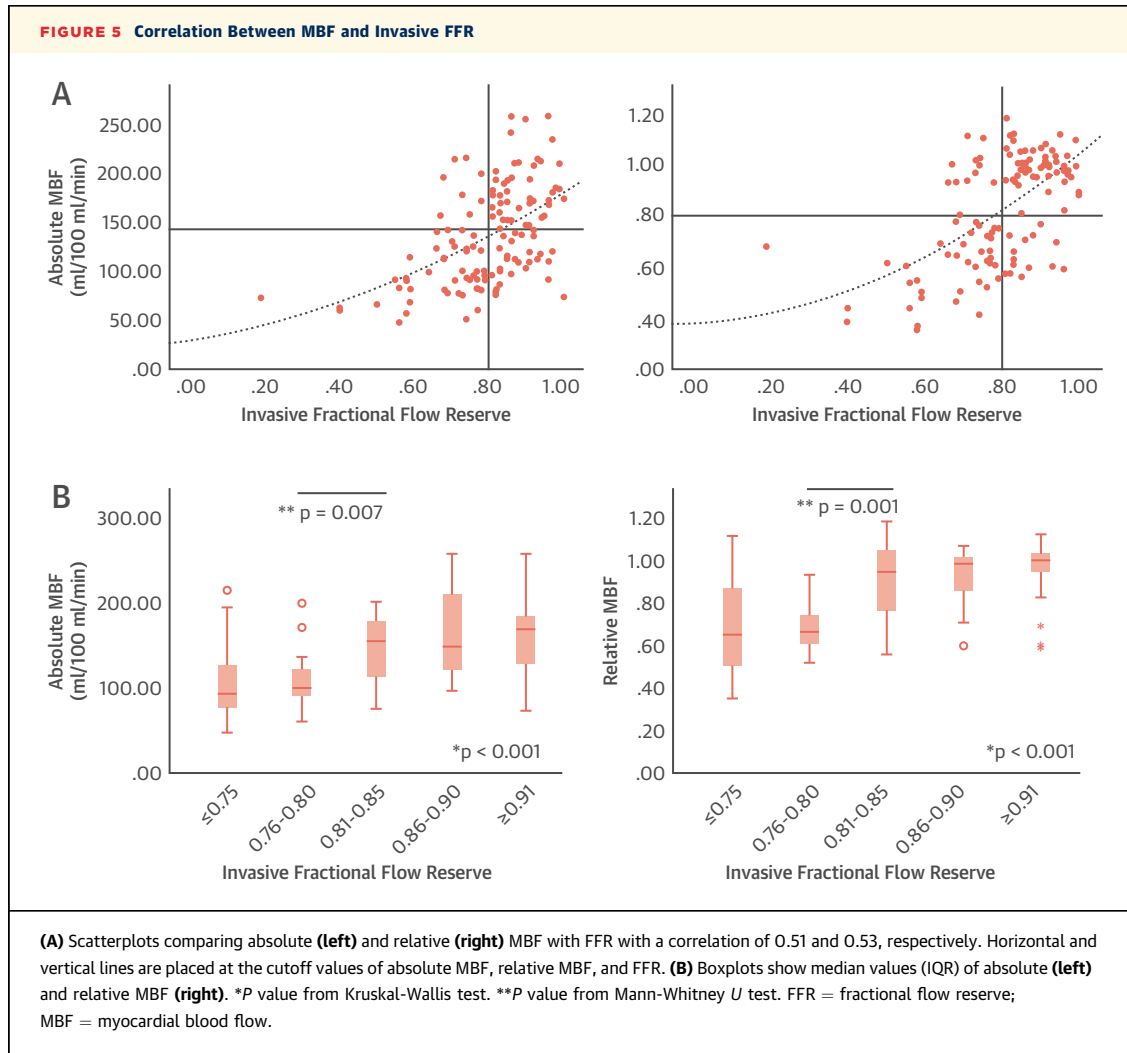 FIGURE 5 Correlation Between MBF and Invasive FFR
A
Absolute MBF
(ml/100 ml/min)
250.00
200.00
150.00
100.00
50.00
.00
.00 .20 .40 .60 .80 1.00
Invasive Fractional Flow Reserve
Absolute MBF
(ml/100 ml/min)
1.20
1.00
.80
.60
.40
.00
.00 .20 .40 .60 .80 1.00
Invasive Fractional Flow Reserve
B
Absolute MBF
(ml/100 ml/min)
300.00
200.00
100.00
.00
** p = 0.007
*p < 0.001
≤0.75 0.76-0.80 0.81-0.85 0.86-0.90 ≥0.91
Invasive Fractional Flow Reserve
Relative MBF
1.20
1.00
.80
.60
.40
.20
.00
** p = 0.001
*p < 0.001
≤0.75 0.76-0.80 0.81-0.85 0.86-0.90 ≥0.91
Invasive Fractional Flow Reserve
(A) Scatterplots comparing absolute (left) and relative (right) MBF with FFR with a correlation of 0.51 and 0.53, respectively. Horizontal and
vertical lines are placed at the cutoff values of absolute MBF, relative MBF, and FFR. (B) Boxplots show median values (IQR) of absolute (left)
and relative MBF (right). *P value from Kruskal-Wallis test. **P value from Mann-Whitney U test. FFR = fractional flow reserve;
MBF = myocardial blood flow.